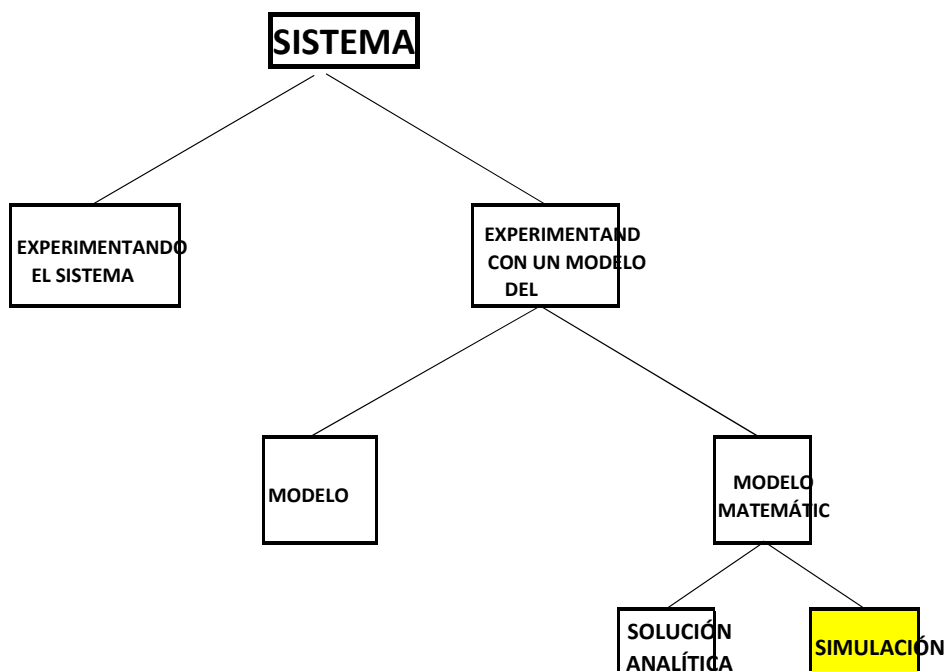 SISTEMA
EXPERIMENTANDO
EL SISTEMA
EXPERIMENTAND
CON UN MODELO
DEL
MODELO
MODELO
MATEMÁTIC
SOLUCIÓN
ANALÍTICA
SIMULACIÓN